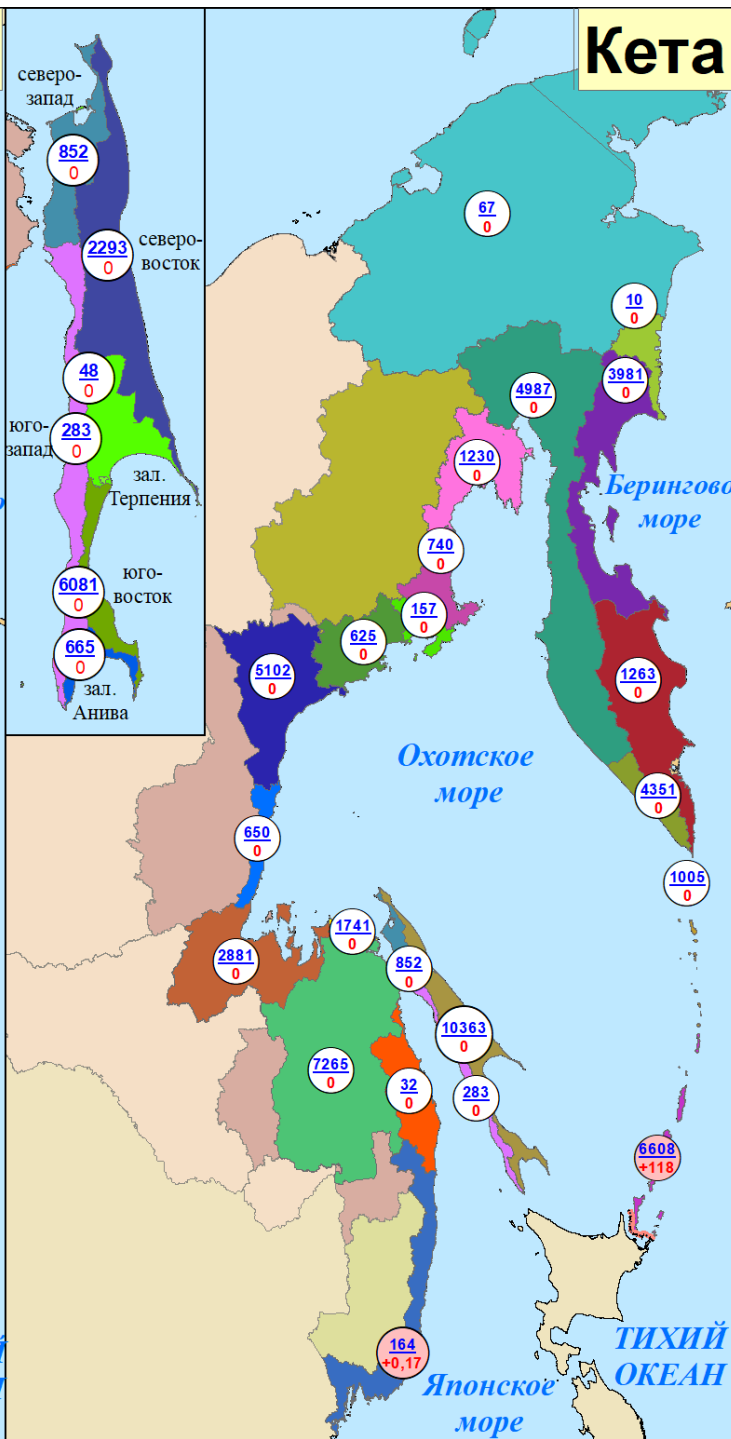 Кета
северо-
запад
852
0
2293
0
северо-
восток
48
0
юго-
запад
283
0
зал.
Терпения
6081
0
юго-
восток
665
0
зал.
Анива
67
0
10
0
3981
0
4987
0
1230
0
Берингово
море
740
0
157
0
625
0
5102
0
1263
0
Охотское
море
4351
0
650
0
1005
0
1741
0
2881
0
852
0
10363
0
7265
0
32
0
283
0
6608
+118
164
+0,17
ТИХИЙ
ОКЕАН
Японское
море